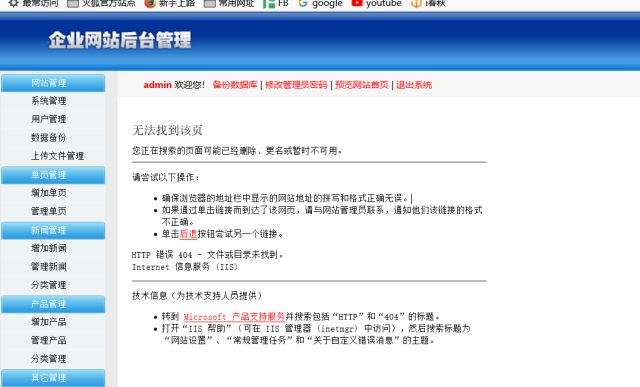 最常访问 火狐官方站点 新手上路 常用网址 FB google youtube i春秋
企业网站后台管理
网站管理
系统管理
用户管理
数据备份
上传文件管理
单页管理
增加单页
管理单页
新闻管理
增加新闻
管理新闻
分类管理
产品管理
增加产品
管理产品
分类管理
其它管理
admin 欢迎您! 备份数据库 | 修改管理员密码 | 预览网站首页 | 退出系统
无法找到该页
您正在搜索的页面可能已经删除、更名或暂时不可用。
请尝试以下操作:
• 确保浏览器的地址栏中显示的网站地址的拼写和格式正确无误。
• 如果通过单击链接而到达了该网页,请与网站管理员联系,通知他们该链接的格式
不正确。
• 单击后退按钮尝试另一个链接。
HTTP 错误 404 - 文件或目录未找到。
Internet 信息服务 (IIS)
技术信息(为技术支持人员提供)
• 转到 Microsoft 产品支持服务并搜索包括“HTTP”和“404”的标题。
• 打开“IIS 帮助”(可在 IIS 管理器 (inetmgr) 中访问),然后搜索标题为
“网站设置”、“常规管理任务”和“关于自定义错误消息”的主题。